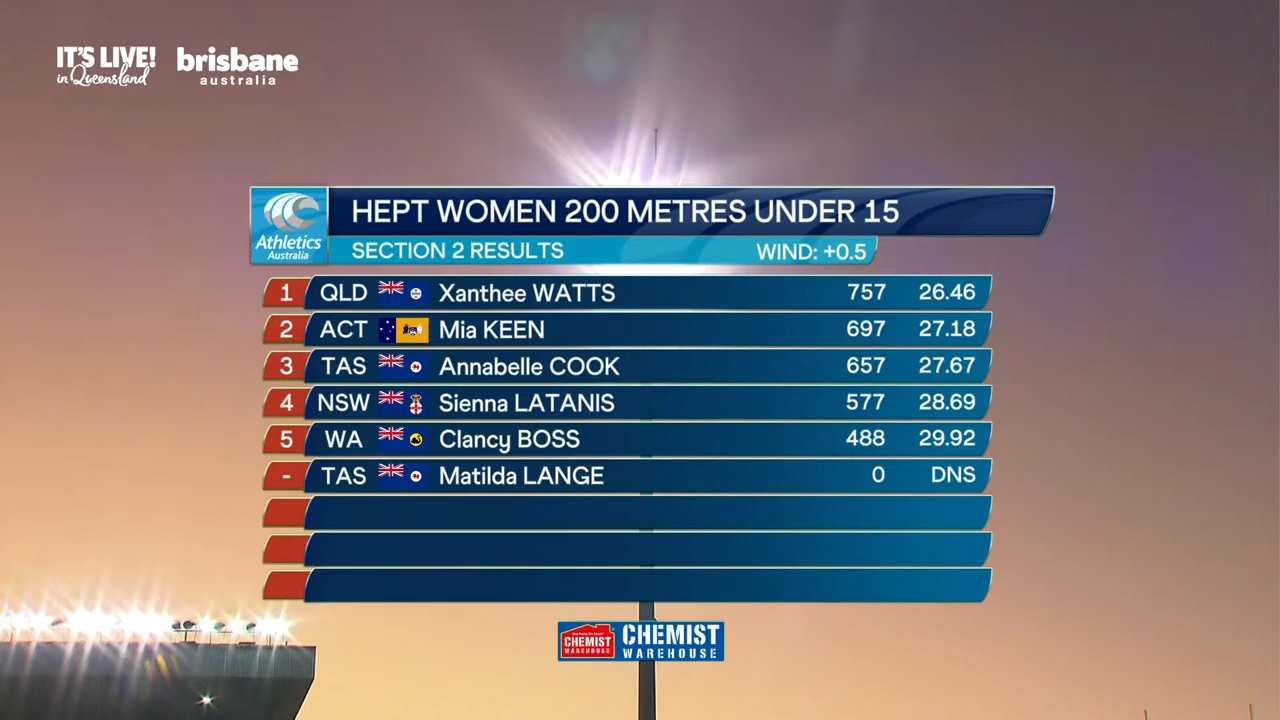 IT'S LIVE!
in Queensland
brisbane
australia
HEPT WOMEN 200 METRES UNDER 15
Athletics
Australia
SECTION 2 RESULTS WIND: +0.5
1 QLD Xanthee WATTS 757 26.46
2 ACT Mia KEEN 697 27.18
3 TAS Annabelle COOK 657 27.67
4 NSW Sienna LATANIS 577 28.69
5 WA Clancy BOSS 488 29.92
- TAS Matilda LANGE 0 DNS
CHEMIST
WAREHOUSE
CHEMIST
WAREHOUSE